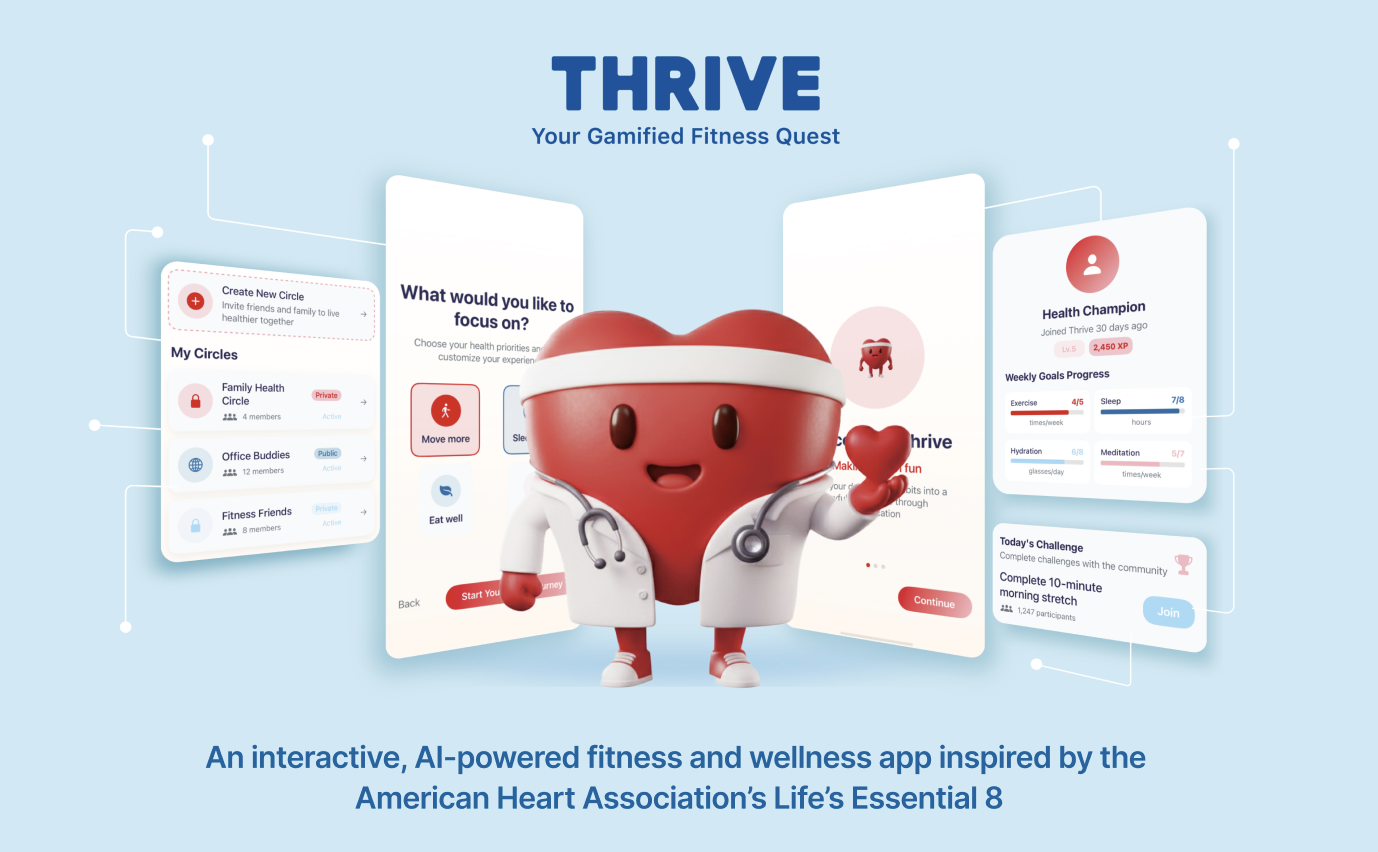 THRIVE
Your Gamified Fitness Quest
Create New Circle
Invite friends and family to live
healthier together
My Circles
Family Health
Circle
Private
4 members
Active
Office Buddies
Public
12 members
Active
Fitness Friends
Private
8 members
Active
What would you like to
focus on?
Choose your health priorities
customize your
Move more
Eat well
Back
Start
thrive
fun
into a
through
Continue
Health Champion
Joined Thrive 30 days ago
Lv.5
2,450 XP
Weekly Goals Progress
Exercise
4/5
times/week
Sleep
7/8
hours
Hydration
6/8
glasses/day
Meditation
5/7
times/week
Today's Challenge
Complete challenges with the community
Complete 10-minute
morning stretch
1,247 participants
Join
An interactive, AI-powered fitness and wellness app inspired by the
American Heart Association’s Life’s Essential 8